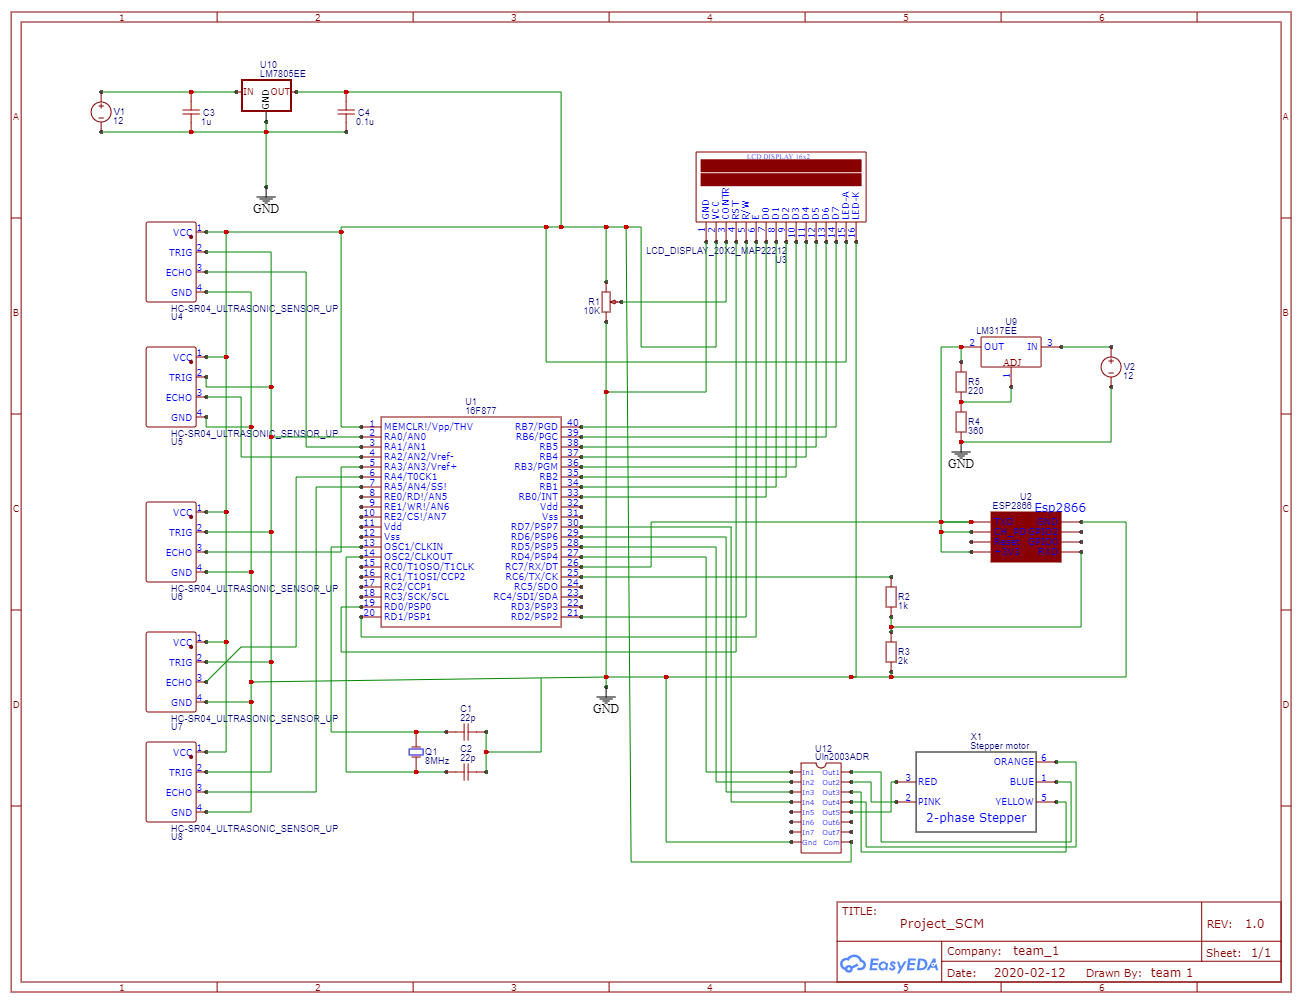 1 2 3 4 5 6
A
B
C
D
A
B
C
D
U10
LM7805EE
IN OUT
GND
V1
12
C3
1u
C4
0.1u
GND
VCC 1
TRIG 2
ECHO 3
GND 4
HC-SR04_ULTRASONIC_SENSOR_UP
U4
VCC 1
TRIG 2
ECHO 3
GND 4
HC-SR04_ULTRASONIC_SENSOR_UP
U5
VCC 1
TRIG 2
ECHO 3
GND 4
HC-SR04_ULTRASONIC_SENSOR_UP
U6
VCC 1
TRIG 2
ECHO 3
GND 4
HC-SR04_ULTRASONIC_SENSOR_UP
U7
VCC 1
TRIG 2
ECHO 3
GND 4
HC-SR04_ULTRASONIC_SENSOR_UP
U8
LCD DISPLAY 16x2
GND VCC CONTR RST R/W E D0 D1 D2 D3 D4 D5 D6 D7 LED-A LED-K
1 2 3 4 5 6 7 8 9 10 11 12 13 14 15 16
LCD_DISPLAY_20X2_MAP22212
U3
R1
10K
U1
16F877
1 MEMCLR!/Vpp/THV RB7/PGD 40
2 RA0/AN0 RB6/PGC 39
3 RA1/AN1 RB5 38
4 RA2/AN2/Vref- RB4 37
5 RA3/AN3/Vref+ RB3/PGM 36
6 RA4/T0CK1 RB2 35
7 RA5/AN4/SS! RB1 34
8 RE0/RD!/AN5 RB0/INT 33
9 RE1/WR!/AN6 Vdd 32
10 RE2/CS!/AN7 Vss 31
11 Vdd RD7/PSP7 30
12 Vss RD6/PSP6 29
13 OSC1/CLKIN RD5/PSP5 28
14 OSC2/CLKOUT RD4/PSP4 27
15 RC0/T1OSO/T1CLK RC7/RX/DT 26
16 RC1/T1OSI/CCP2 RC6/TX/CK 25
17 RC2/CCP1 RC5/SDO 24
18 RC3/SCK/SCL RC4/SDI/SDA 23
19 RD0/PSP0 RD3/PSP3 22
20 RD1/PSP1 RD2/PSP2 21
U9
LM317EE
2 OUT IN 3
ADJ
1
V2
12
R5
220
R4
360
GND
U2
ESP2866 Esp2866
R2
1k
R3
2k
GND
C1
22p
C2
22p
Q1
8MHz
U12
Uln2003ADR
In1 Out1
In2 Out2
In3 Out3
In4 Out4
In5 Out5
In6 Out6
In7 Out7
Gnd Com
X1
Stepper motor
ORANGE 6
3 RED BLUE 1
2 PINK YELLOW 5
2-phase Stepper
TITLE:
Project_SCM
REV: 1.0
EasyEDA
Company: team_1
Sheet: 1/1
Date: 2020-02-12 Drawn By: team 1
1 2 3 4 5 6